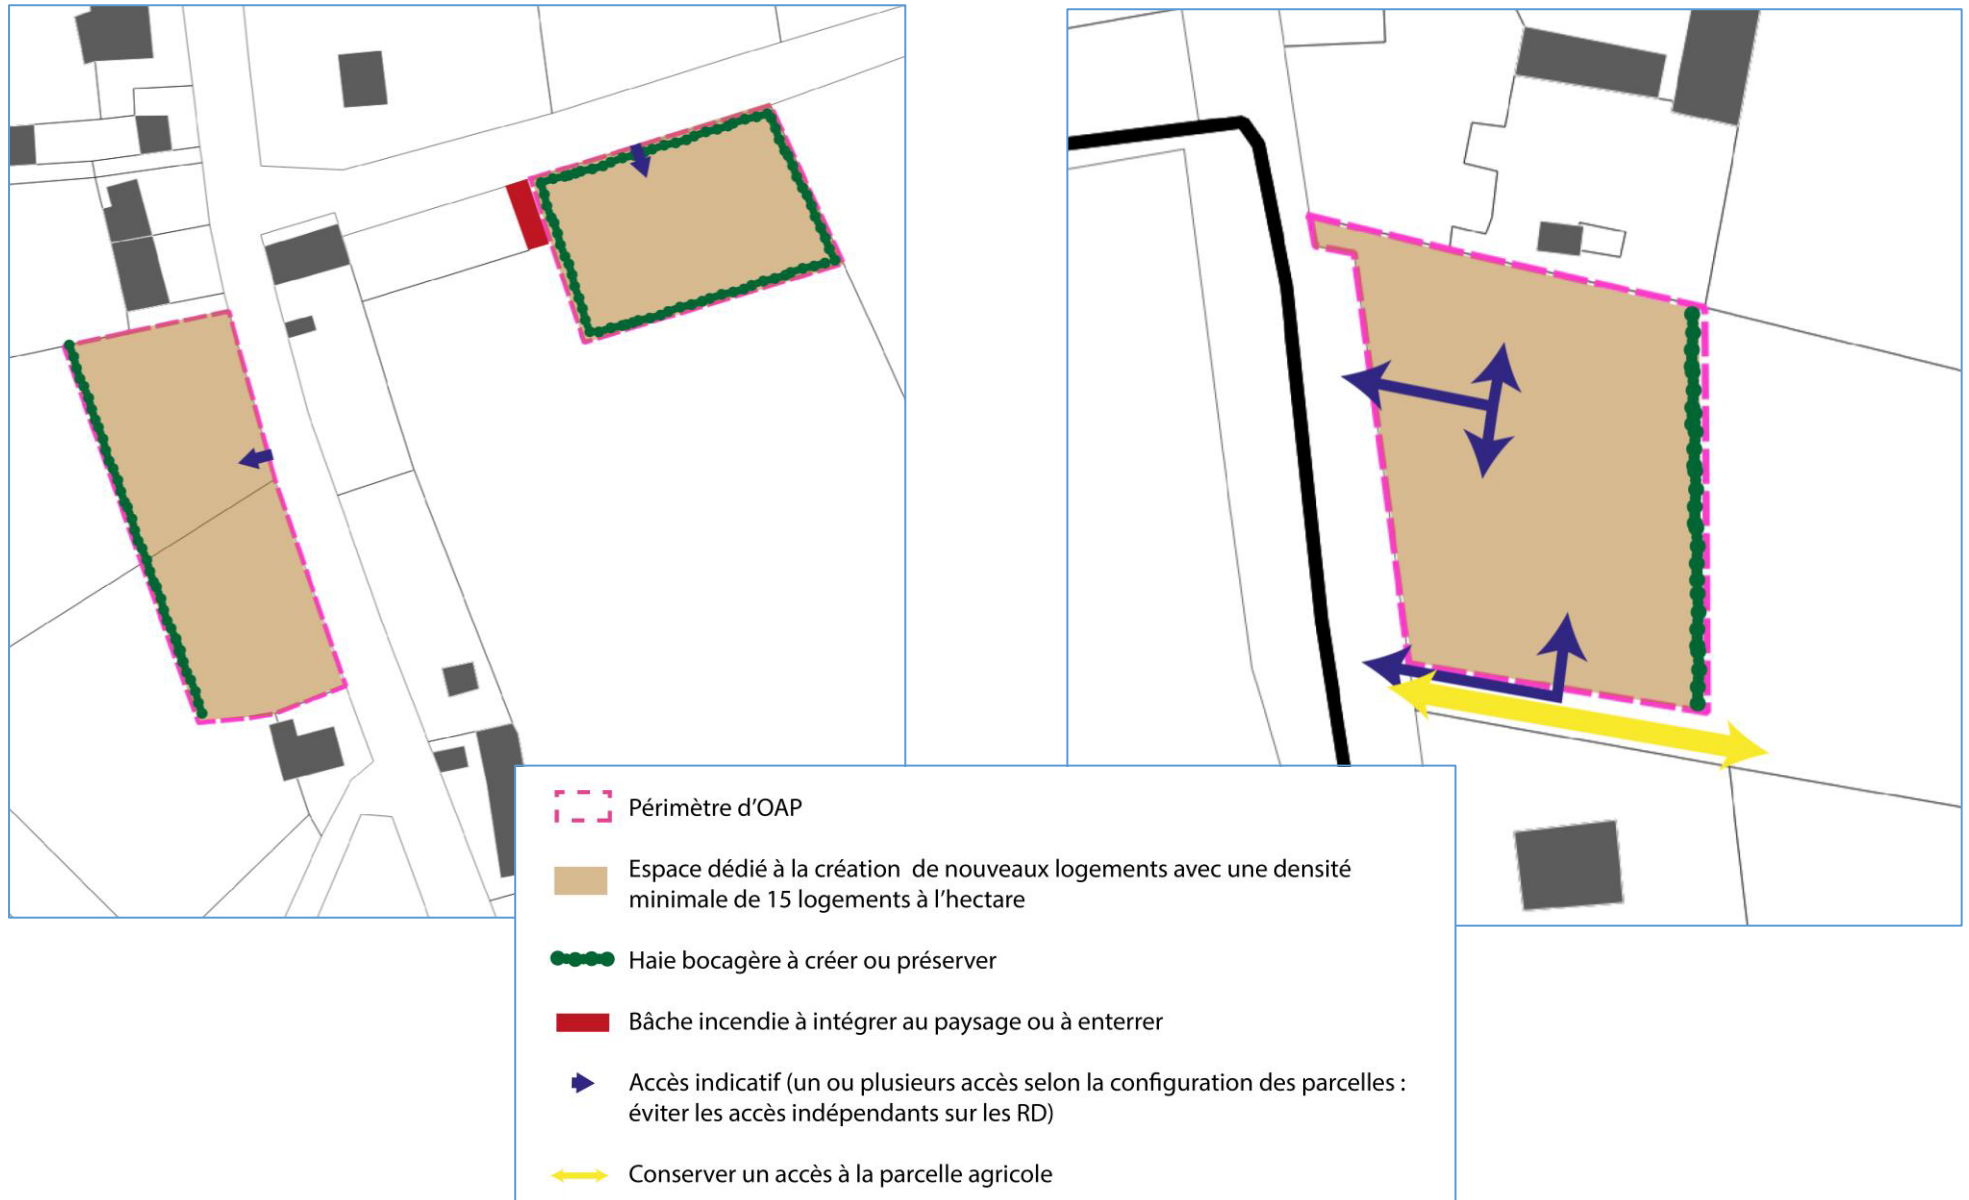 Périmètre d’OAP
Espace dédié à la création  de nouveaux logements avec une densité
minimale de 15 logements à l’hectare
Haie bocagère à créer ou préserver
Bâche incendie à intégrer au paysage ou à enterrer
Accès indicatif (un ou plusieurs accès selon la configuration des parcelles :
éviter les accès indépendants sur les RD)
Conserver un accès à la parcelle agricole